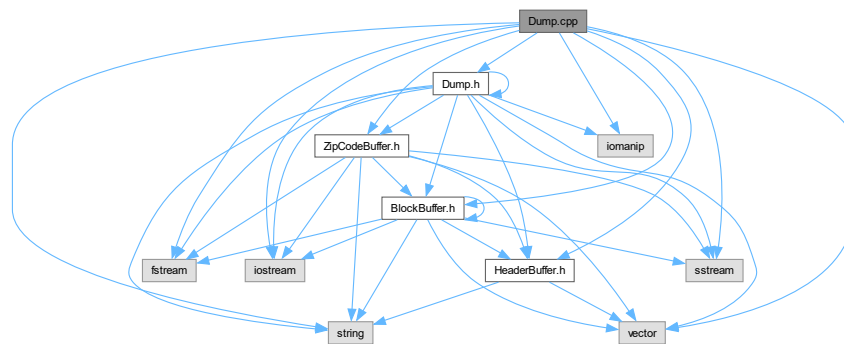 Dump.cpp
Dump.h
iomanip
ZipCodeBuffer.h
BlockBuffer.h
fstream
iostream
HeaderBuffer.h
sstream
string
vector